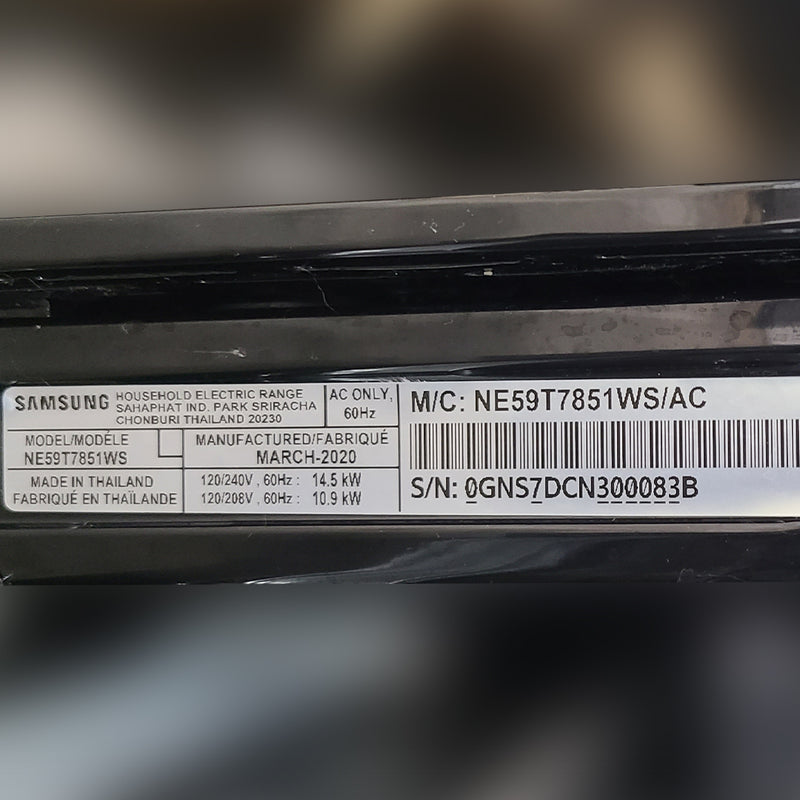 SAMSUNG HOUSEHOLD ELECTRIC RANGE
SAHAPHAT IND. PARK SRIRACHA
CHONBURI THAILAND 20230
AC ONLY,
60Hz
MODEL/MODÉLE
NE59T7851WS
MANUFACTURED/FABRIQUÉ
MARCH-2020
MADE IN THAILAND
FABRIQUÉ EN THAÏLANDE
120/240V , 60Hz : 14.5 kW
120/208V , 60Hz : 10.9 kW
M/C: NE59T7851WS/AC
S/N: 0GNS7DCN300083B